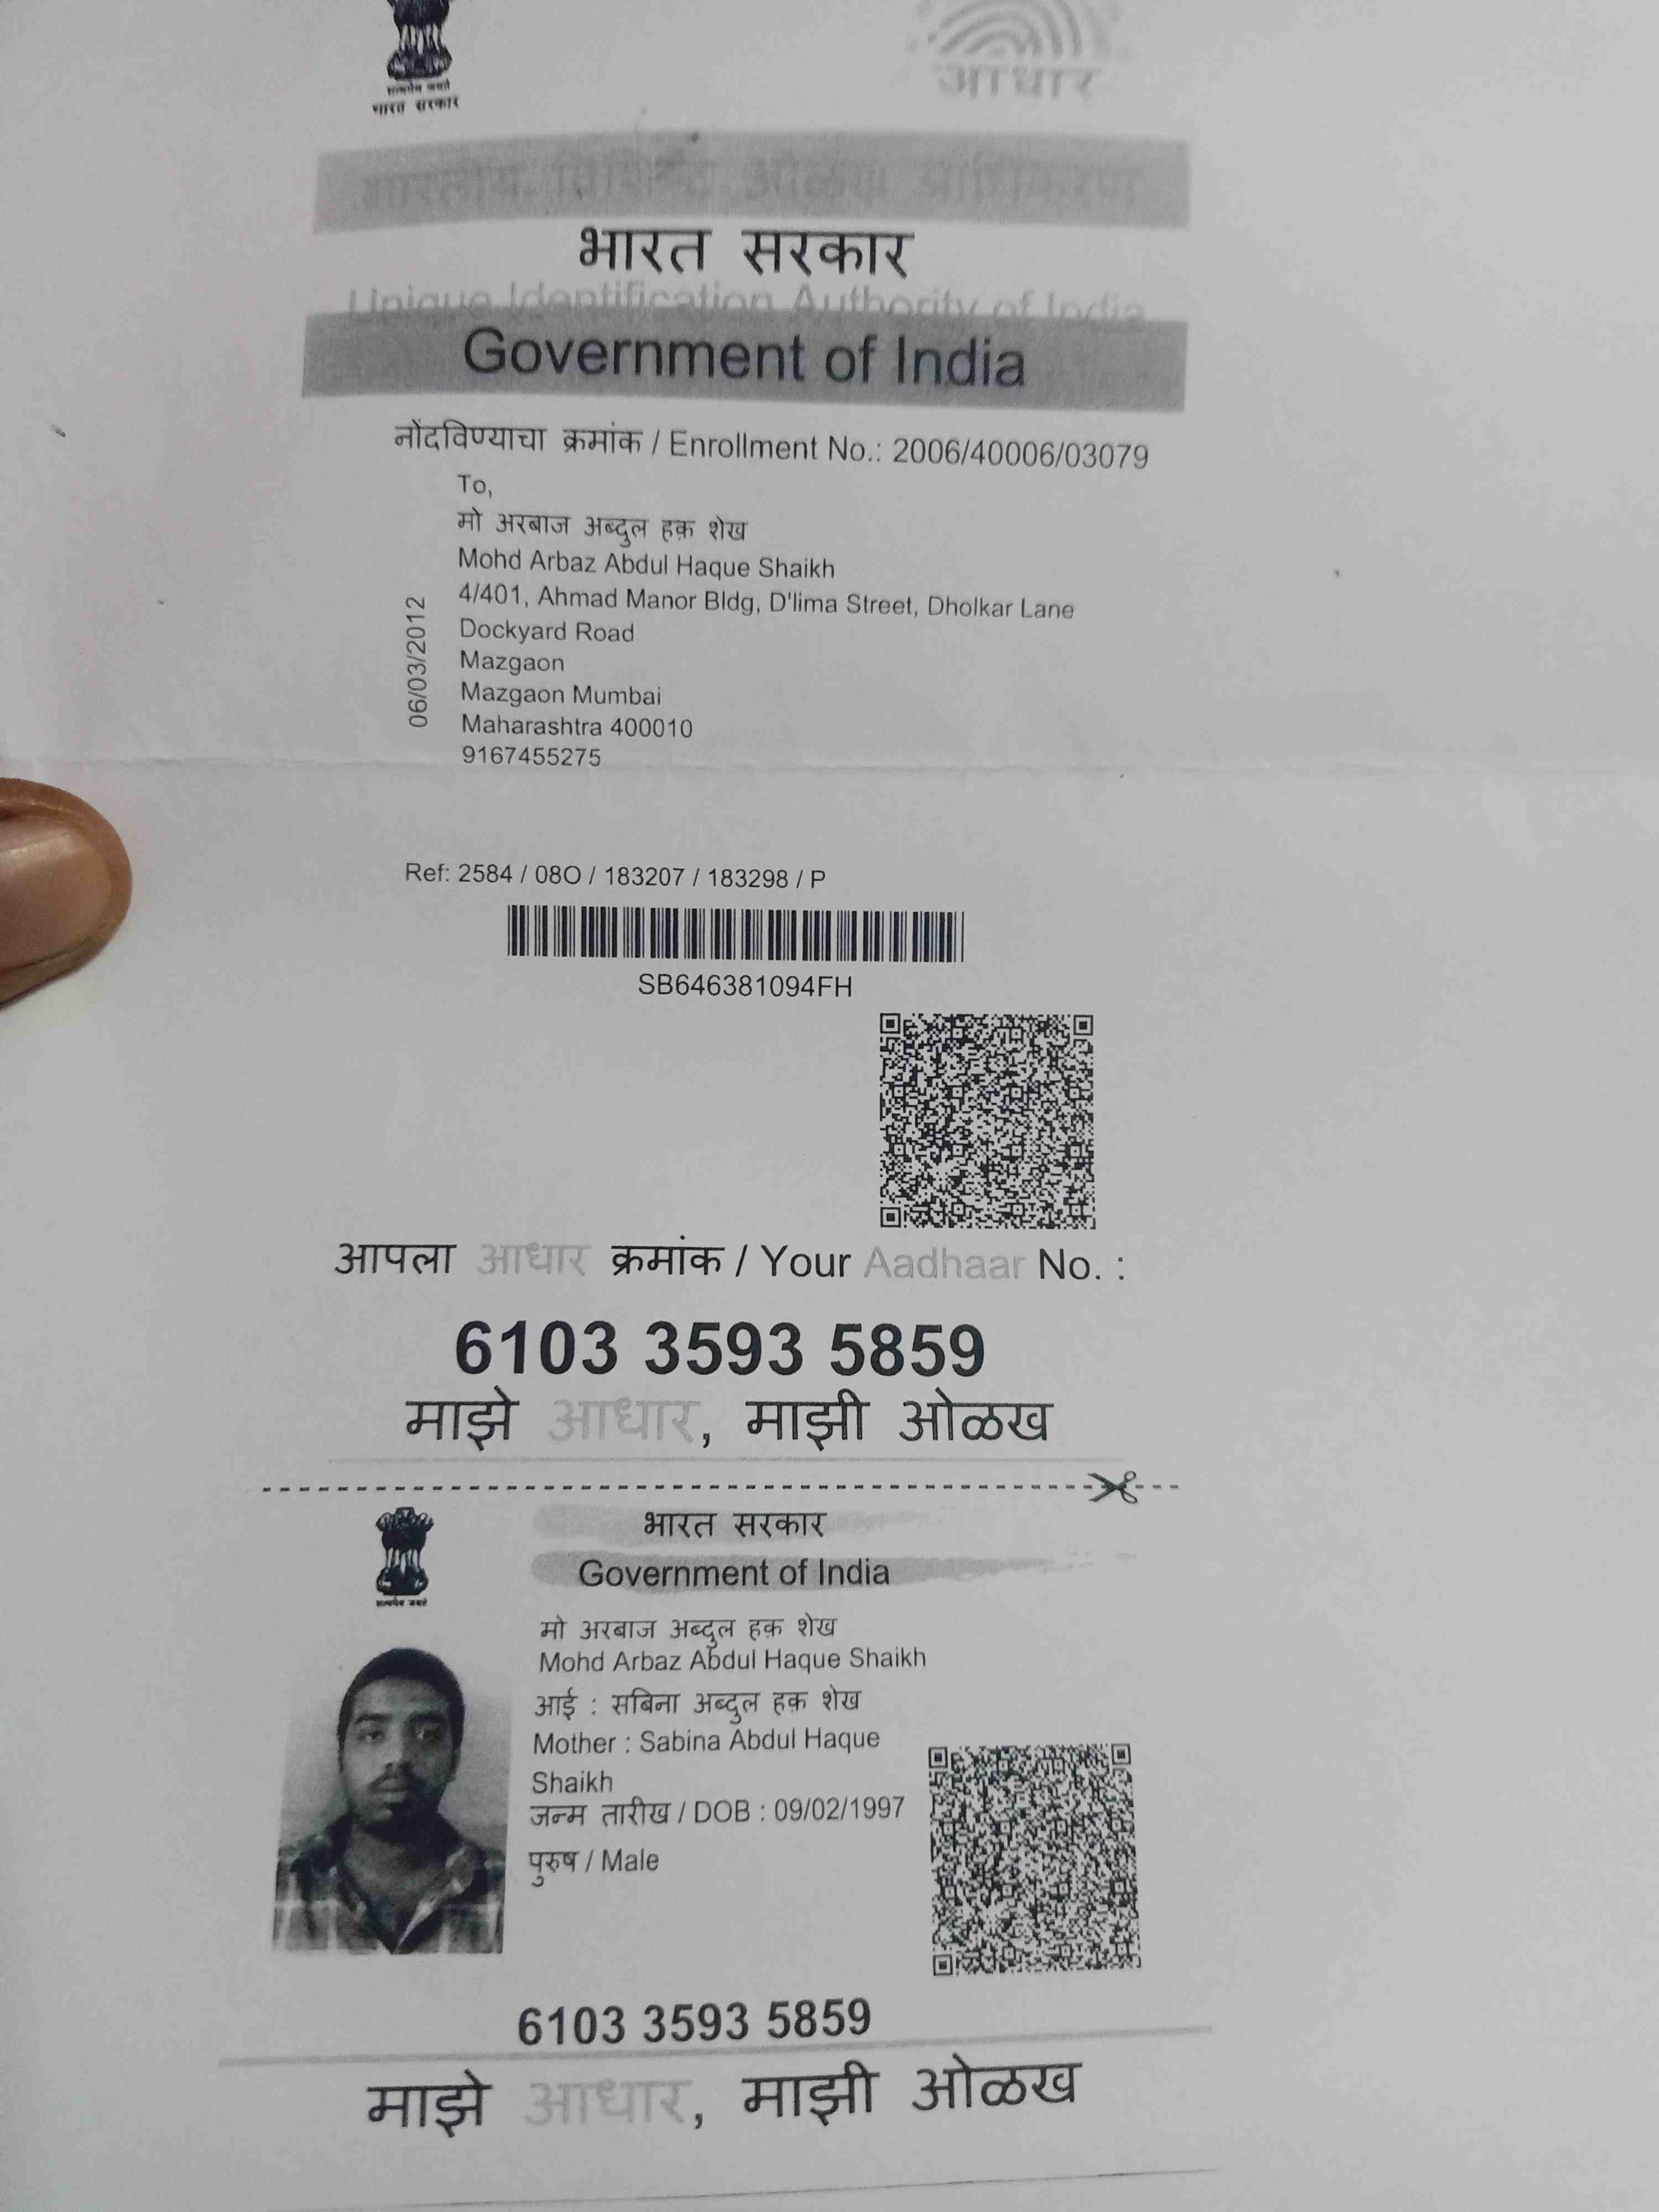 सत्यमेव जयते
भारत सरकार
आधार
भारतीय विशिष्ट ओळख प्राधिकरण
भारत सरकार
Unique Identification Authority of India
Government of India
नोंदविण्याचा क्रमांक / Enrollment No.: 2006/40006/03079
To,
मो अरबाज अब्दुल हक़ शेख
Mohd Arbaz Abdul Haque Shaikh
4/401, Ahmad Manor Bldg, D'lima Street, Dholkar Lane
Dockyard Road
Mazgaon
Mazgaon Mumbai
Maharashtra 400010
9167455275
06/03/2012
Ref: 2584 / 08O / 183207 / 183298 / P
SB646381094FH
आपला आधार क्रमांक / Your Aadhaar No. :
6103 3593 5859
माझे आधार, माझी ओळख
सत्यमेव जयते
भारत सरकार
Government of India
मो अरबाज अब्दुल हक़ शेख
Mohd Arbaz Abdul Haque Shaikh
आई : सबिना अब्दुल हक़ शेख
Mother : Sabina Abdul Haque
Shaikh
जन्म तारीख / DOB : 09/02/1997
पुरुष / Male
6103 3593 5859
माझे आधार, माझी ओळख